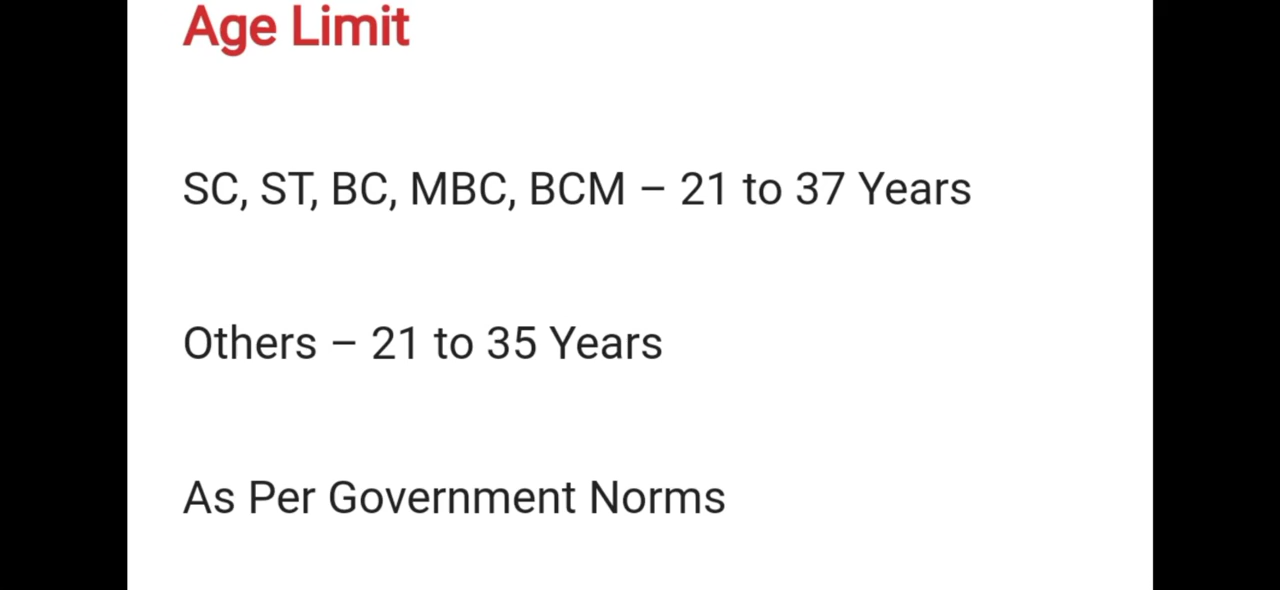 Age Limit
SC, ST, BC, MBC, BCM – 21 to 37 Years
Others – 21 to 35 Years
As Per Government Norms